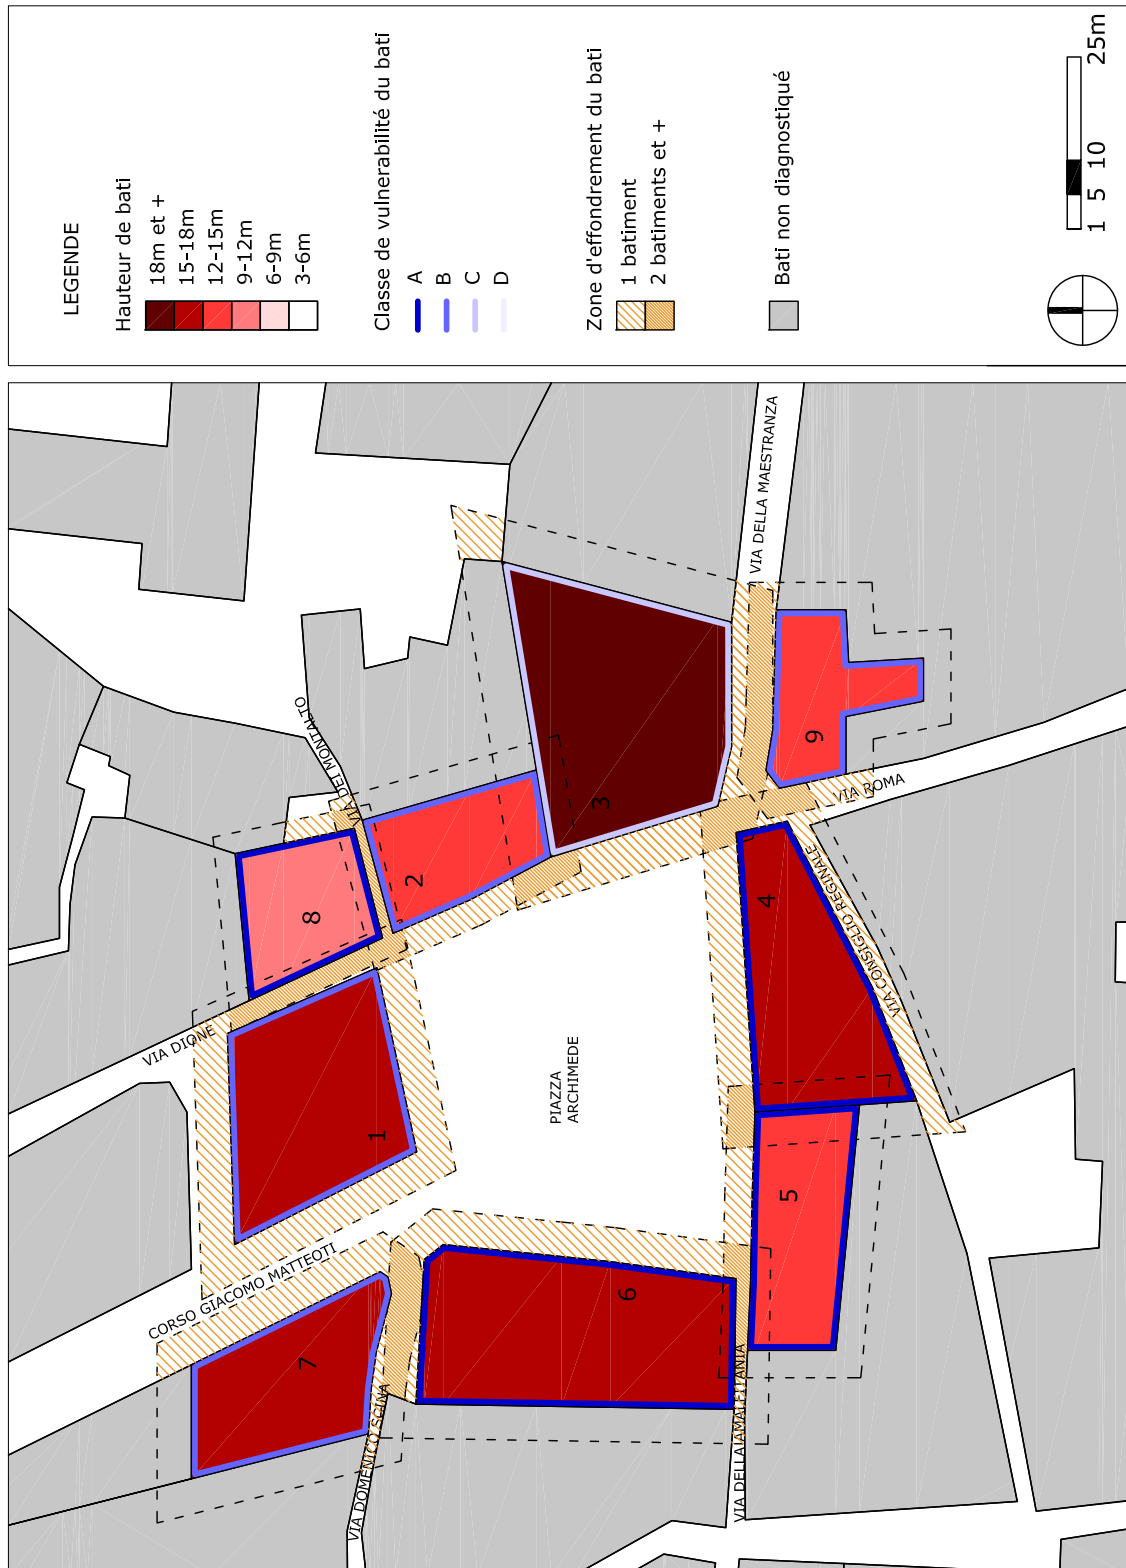 LEGENDE
Hauteur de bati
18m et +
15-18m
12-15m
9-12m
6-9m
3-6m
Classe de vulnerabilité du bati
A
B
C
D
Zone d'effondrement du bati
1 batiment
2 batiments et +
Bati non diagnostiqué
1 5 10 25m
VIA DEI MONTALTO
VIA DIONE
CORSO GIACOMO MATTEOTI
VIA DOMENICO SCINA
VIA DELLA MAESTRANZA
VIA ROMA
VIA CONSIGLIO REGINALE
VIA DELLA AMALFITANIA
PIAZZA
ARCHIMEDE
1
2
3
4
5
6
7
8
9